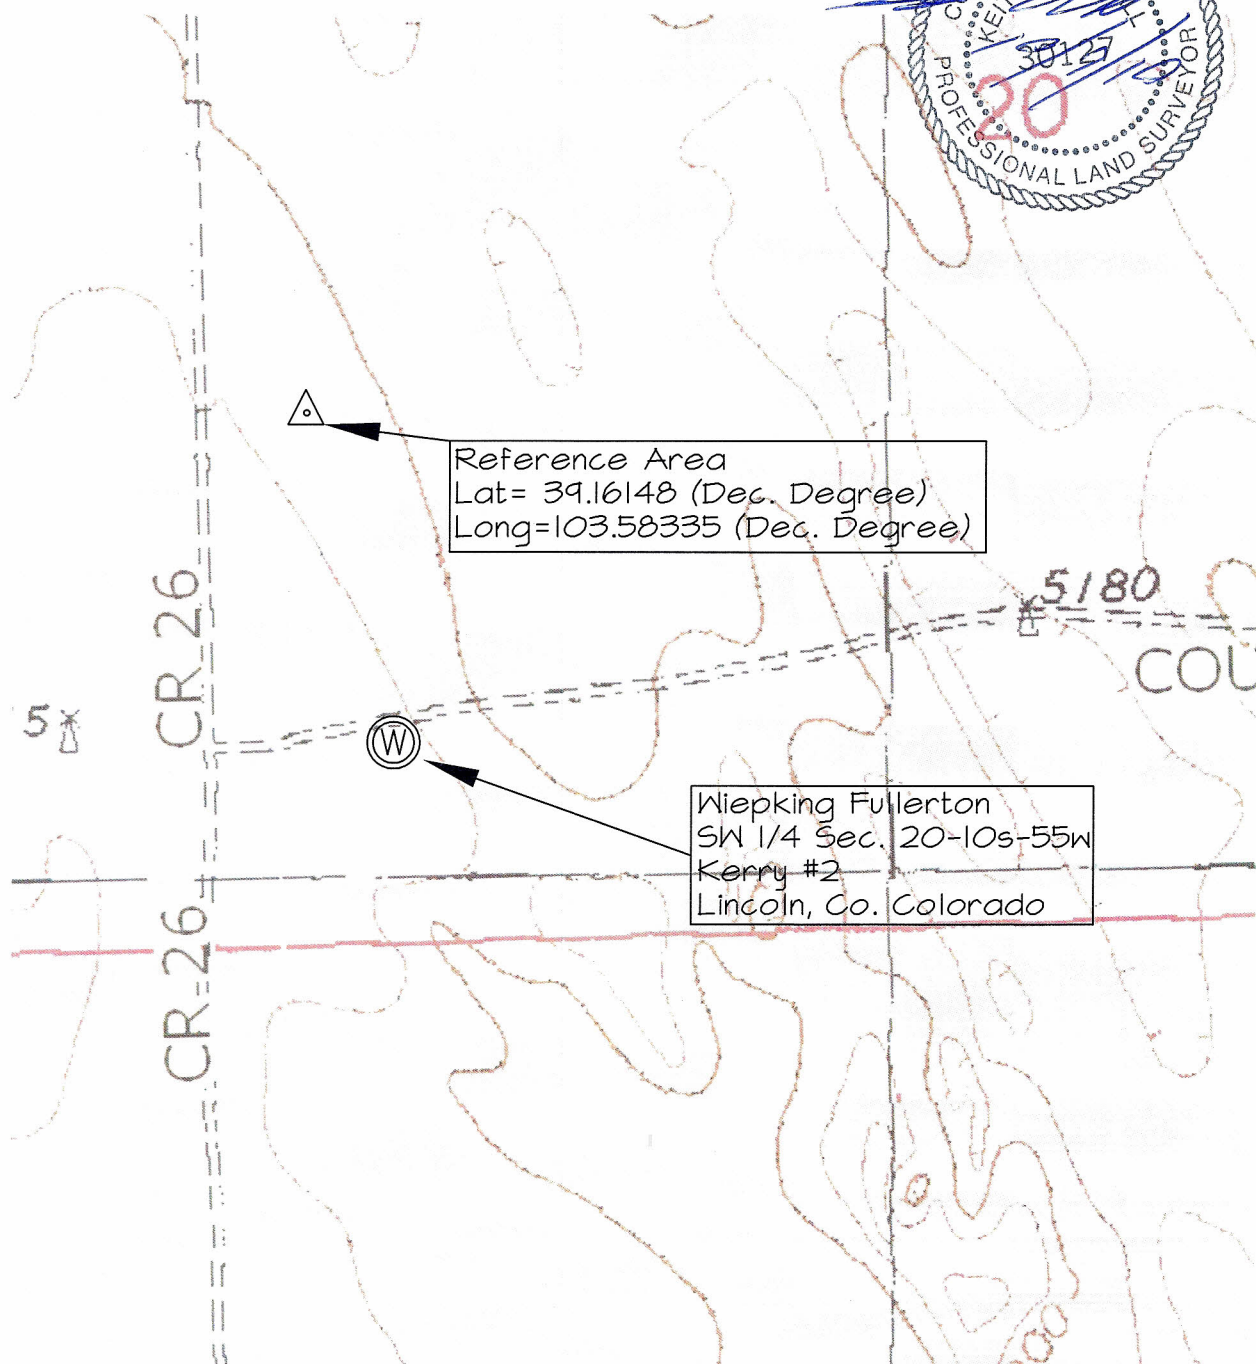 30127
20
PROFESSIONAL LAND SURVEYOR
Reference Area
Lat= 39.16148 (Dec. Degree)
Long=103.58335 (Dec. Degree)
CR 26
5180
COU
5
W
Wiepking Fullerton
SW 1/4 Sec. 20-10s-55w
Kerry #2
Lincoln, Co. Colorado
CR-26